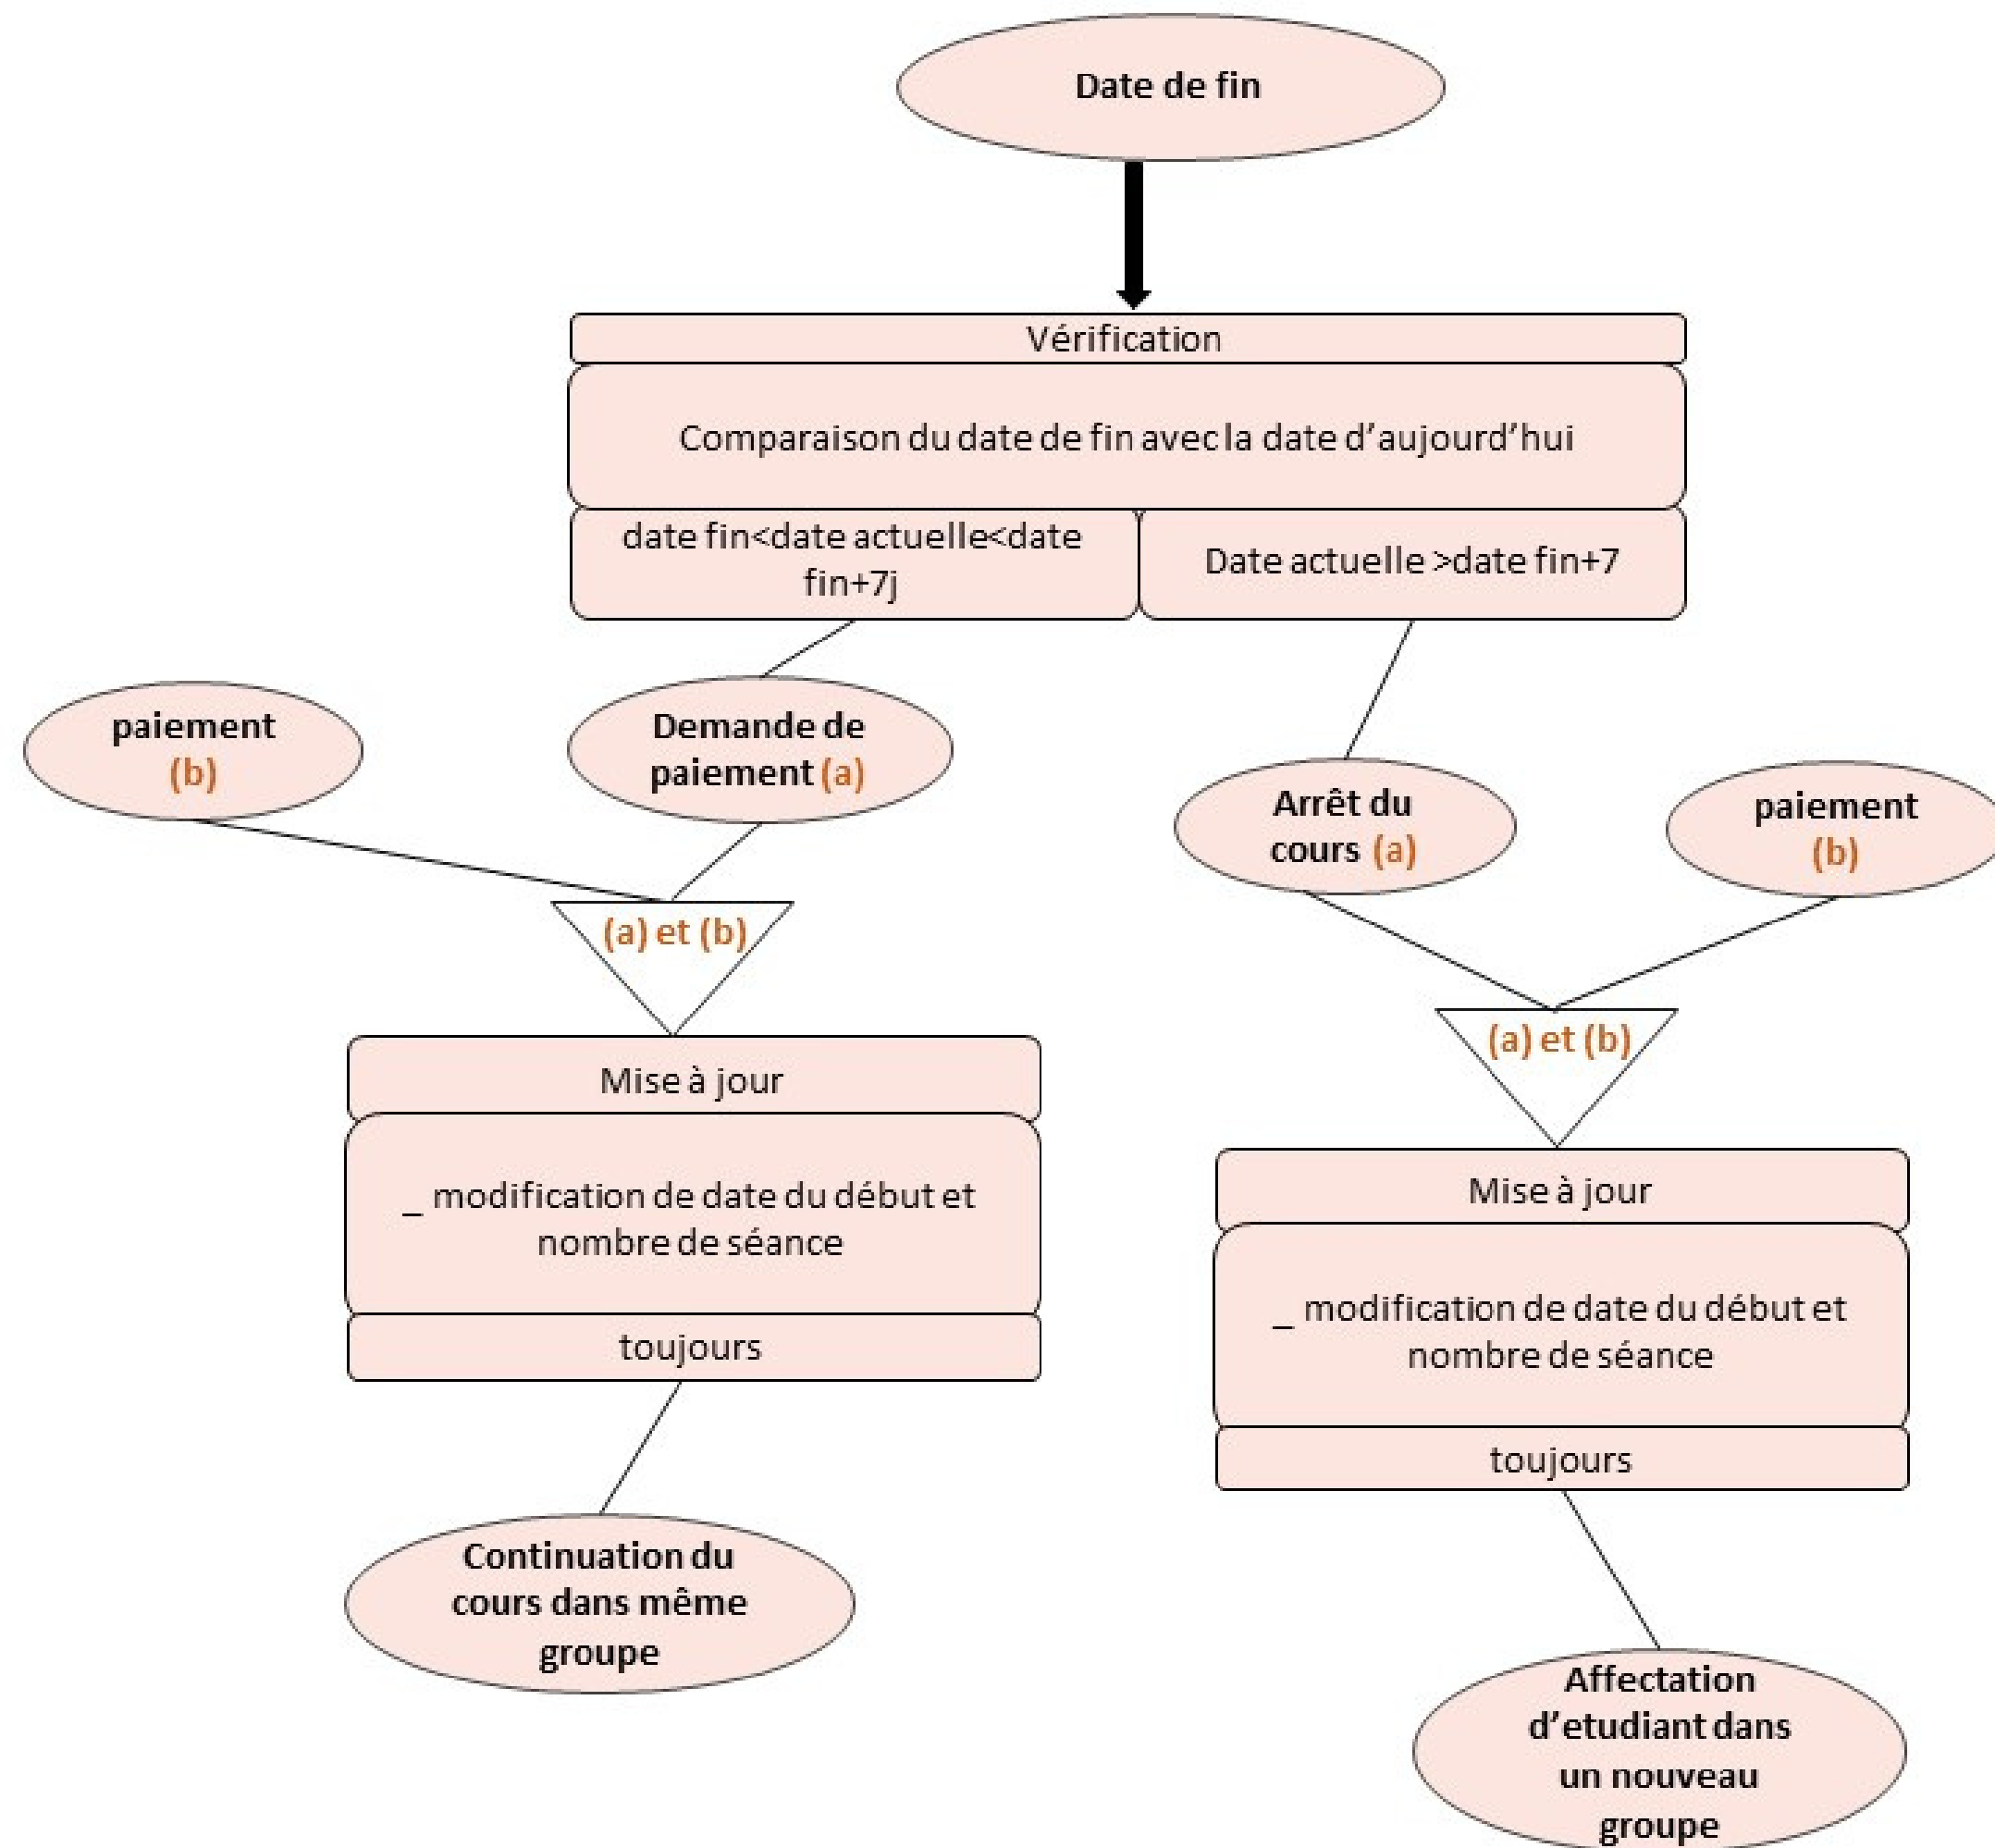 Date de fin
Vérification
Comparaison du date de fin avec la date d’aujourd’hui
date fin<date actuelle<date
fin+7j
Date actuelle >date fin+7
paiement
(b)
Demande de
paiement (a)
Arrêt du
cours (a)
paiement
(b)
(a) et (b)
(a) et (b)
Mise à jour
_ modification de date du début et
nombre de séance
toujours
Mise à jour
_ modification de date du début et
nombre de séance
toujours
Continuation du
cours dans même
groupe
Affectation
d’etudiant dans
un nouveau
groupe